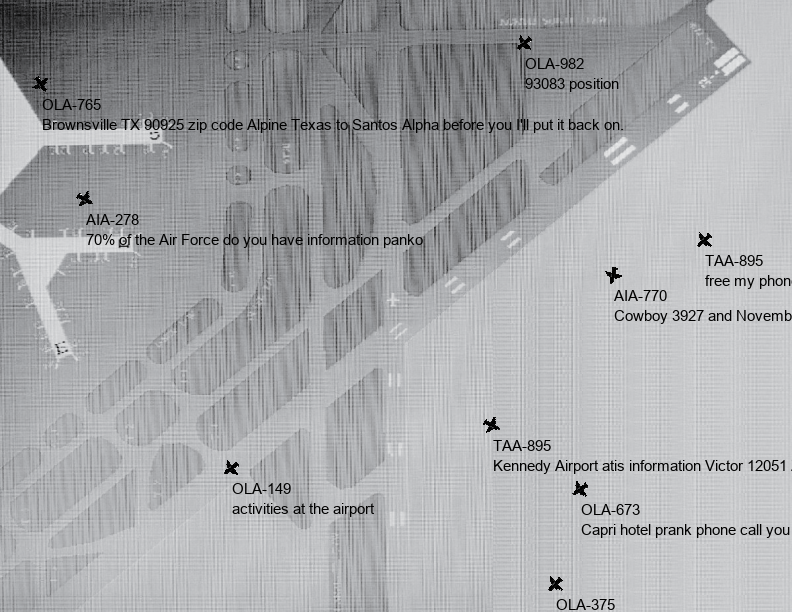 OLA-982
93083 position
OLA-765
Brownsville TX 90925 zip code Alpine Texas to Santos Alpha before you I'll put it back on.
AIA-278
70% of the Air Force do you have information panko
TAA-895
free my phon
AIA-770
Cowboy 3927 and Novemb
TAA-895
Kennedy Airport atis information Victor 12051 .
OLA-149
activities at the airport
OLA-673
Capri hotel prank phone call you
OLA-375